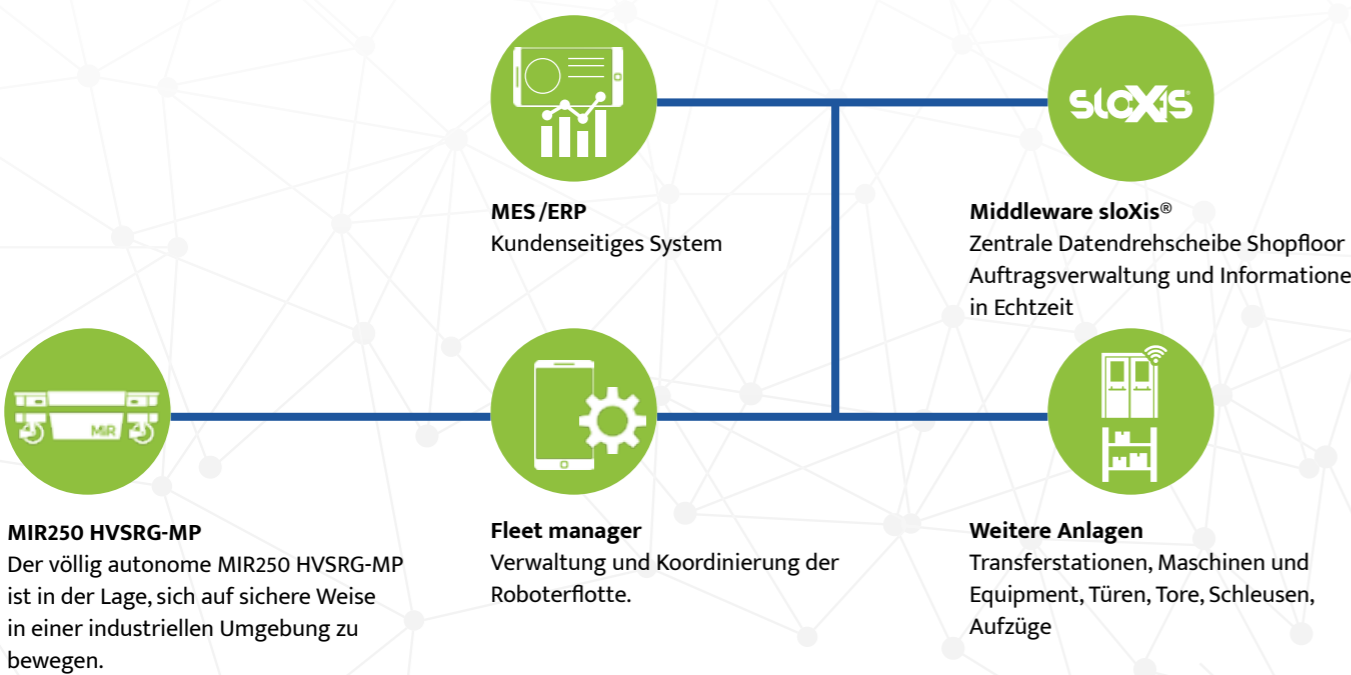 sloXis
MES/ERP
Kundenseitiges System
Middleware sloXis®
Zentrale Datendrehscheibe Shopfloor
Auftragsverwaltung und Informatione
in Echtzeit
MiR
MIR250 HVSRG-MP
Der völlig autonome MIR250 HVSRG-MP
ist in der Lage, sich auf sichere Weise
in einer industriellen Umgebung zu
bewegen.
Fleet manager
Verwaltung und Koordinierung der
Roboterflotte.
Weitere Anlagen
Transferstationen, Maschinen und
Equipment, Türen, Tore, Schleusen,
Aufzüge